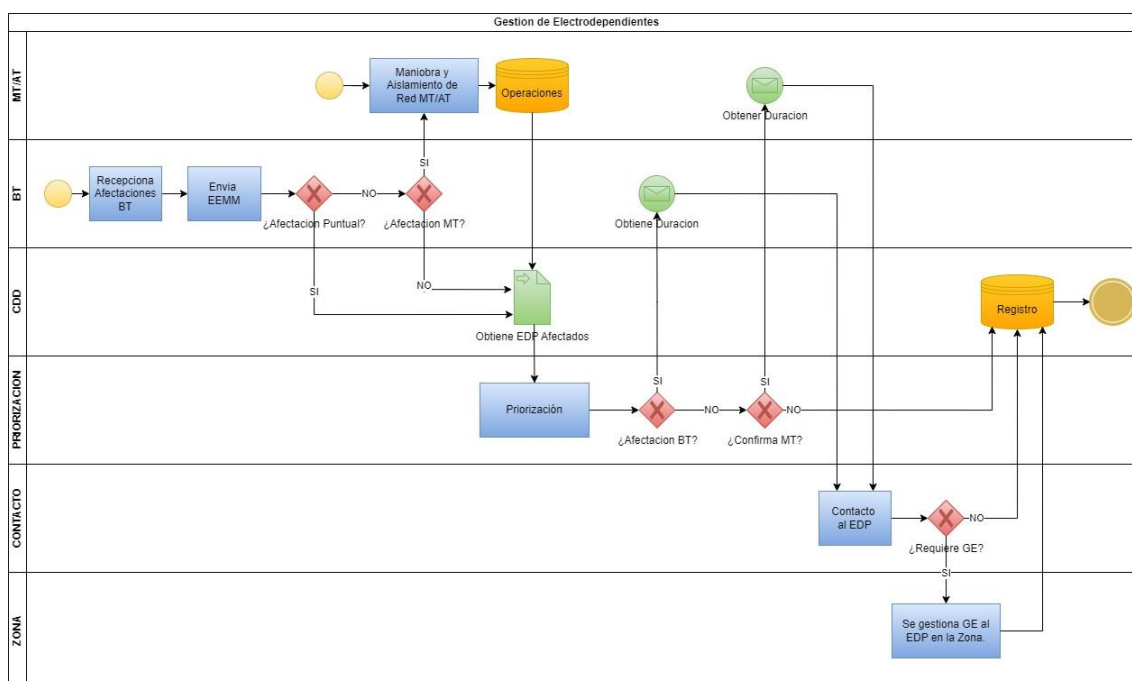 Gestion de Electrodependientes
MT/AT
Maniobra y
Aislamiento de
Red MT/AT
Operaciones
Obtener Duracion
BT
Recepciona
Afectaciones
BT
Envia
EEMM
¿Afectacion Puntual?
NO
SI
¿Afectacion MT?
SI
NO
Obtiene Duracion
CDD
Obtiene EDP Afectados
Registro
PRIORIZACION
Priorización
¿Afectacion BT?
SI
NO
¿Confirma MT?
SI
NO
CONTACTO
Contacto
al EDP
¿Requiere GE?
NO
SI
ZONA
Se gestiona GE al
EDP en la Zona.